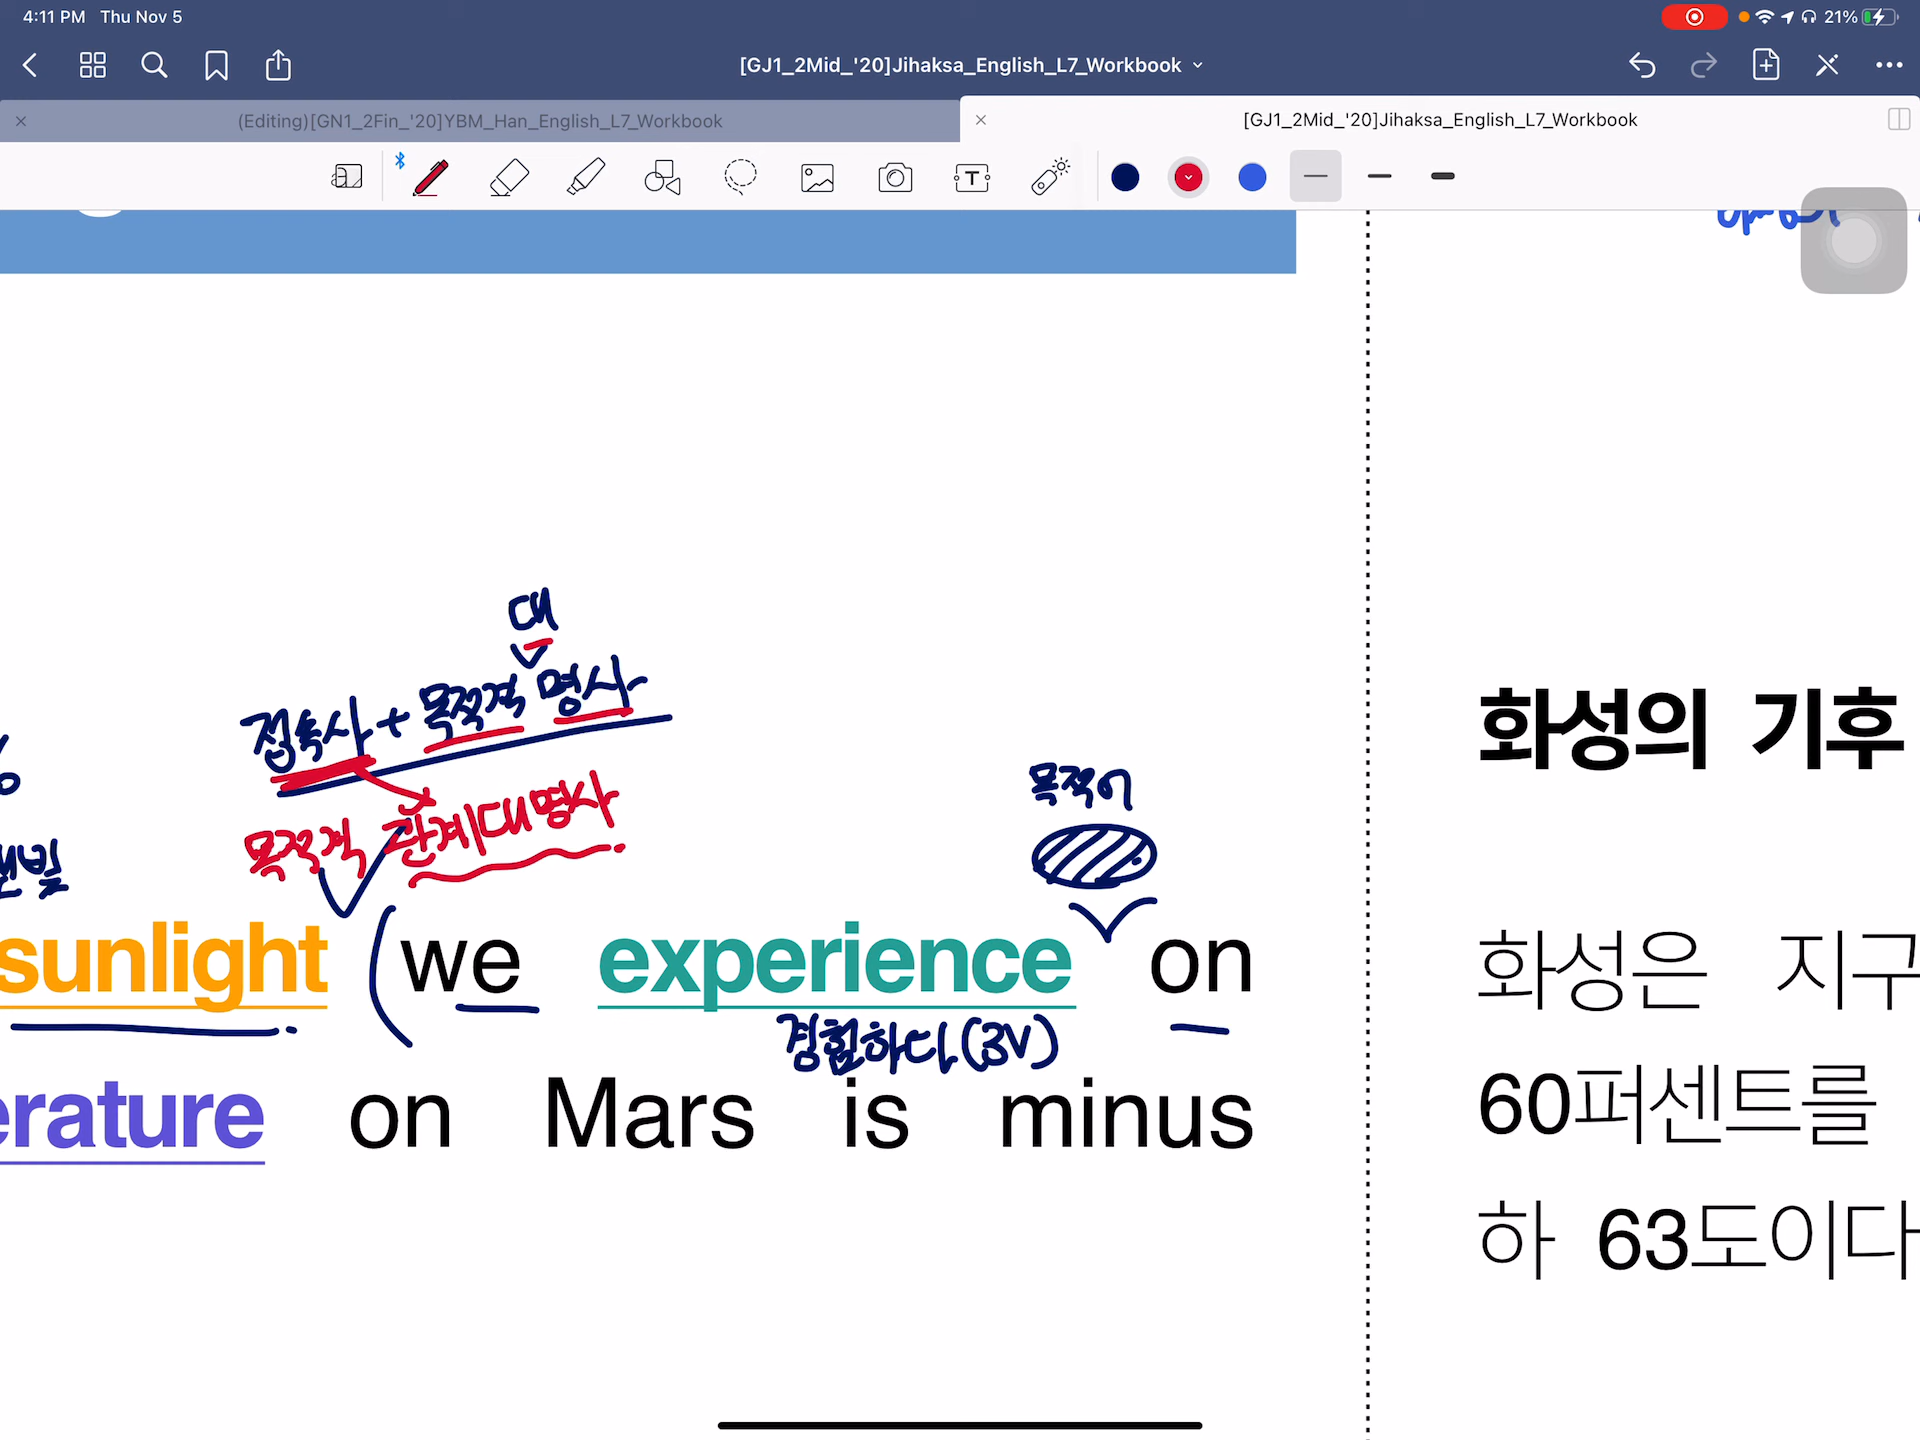 4:11 PM Thu Nov 5
21%
[GJ1_2Mid_'20]Jihaksa_English_L7_Workbook
(Editing)[GN1_2Fin_'20]YBM_Han_English_L7_Workbook
[GJ1_2Mid_'20]Jihaksa_English_L7_Workbook
대
접속사 + 목적격 명사
목적격 관계대명사
목적어
sunlight (we experience on
경험하다 (3V)
erature on Mars is minus
화성의 기후
화성은 지구
60퍼센트를
하 63도이다